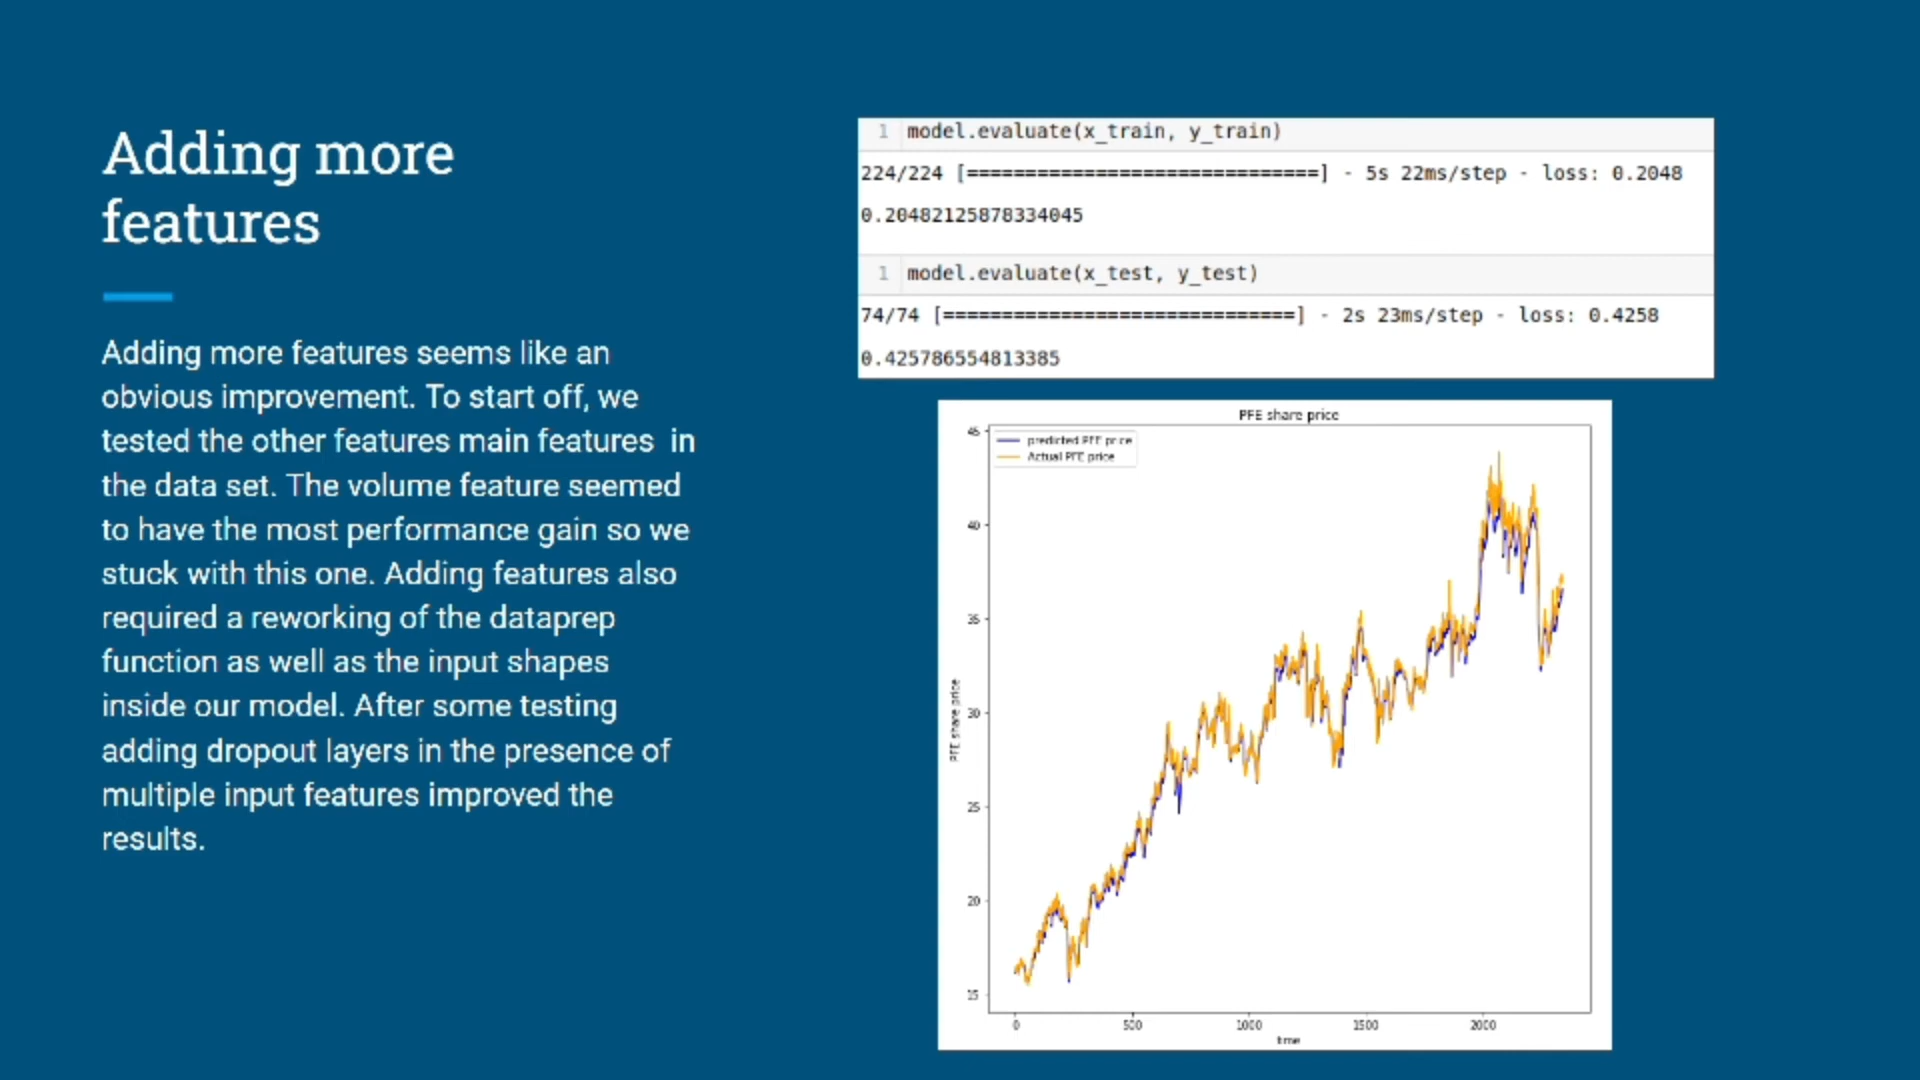 Adding more
features
Adding more features seems like an
obvious improvement. To start off, we
tested the other features main features  in
the data set. The volume feature seemed
to have the most performance gain so we
stuck with this one. Adding features also
required a reworking of the dataprep
function as well as the input shapes
inside our model. After some testing
adding dropout layers in the presence of
multiple input features improved the
results.
1 model.evaluate(x_train, y_train)
224/224 [==============================] - 5s 22ms/step - loss: 0.2048
0.20482125878334045
1 model.evaluate(x_test, y_test)
74/74 [==============================] - 2s 23ms/step - loss: 0.4258
0.425786554813385
PFE share price
predicted PFE price
Actual PFE price
45
40
35
30
25
20
15
PFE share price
0 500 1000 1500 2000
time